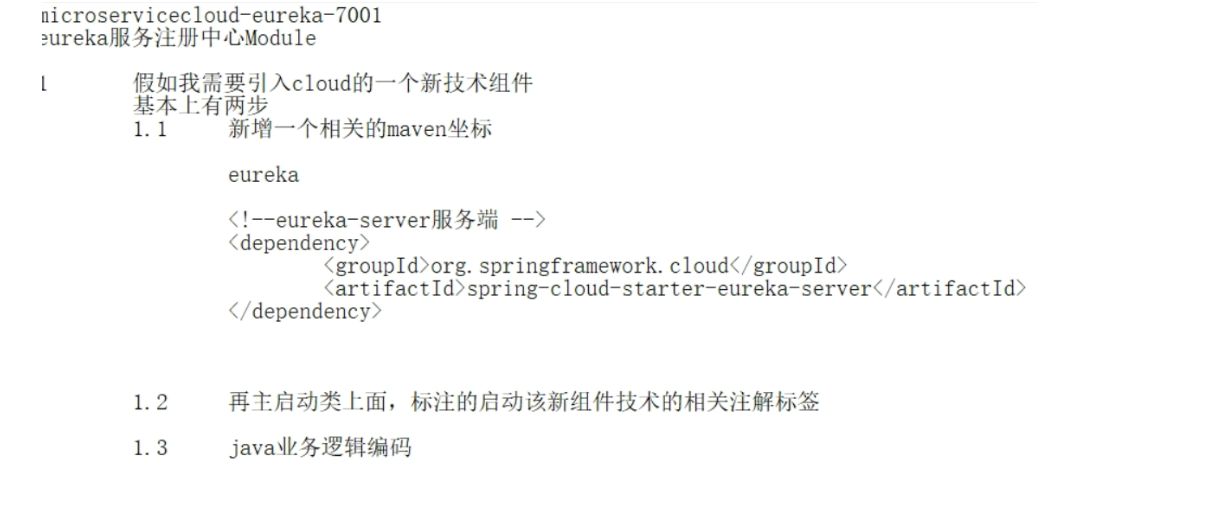 microservicecloud-eureka-7001
eureka服务注册中心Module
1 假如我需要引入cloud的一个新技术组件
基本上有两步
1.1 新增一个相关的maven坐标
eureka
<!--eureka-server服务端 -->
<dependency>
<groupId>org.springframework.cloud</groupId>
<artifactId>spring-cloud-starter-eureka-server</artifactId>
</dependency>
1.2 再主启动类上面，标注的启动该新组件技术的相关注解标签
1.3 java业务逻辑编码